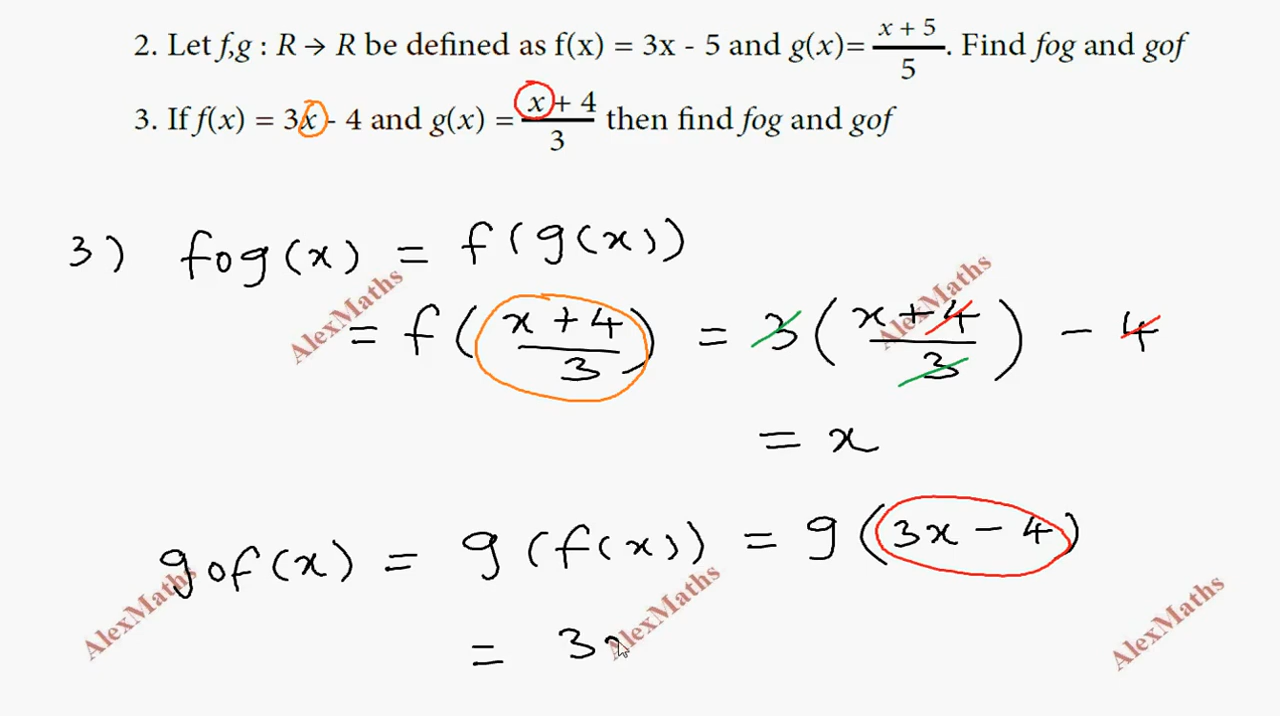 2. Let f,g : R → R be defined as f(x) = 3x - 5 and g(x)= x + 5 / 5 . Find fog and gof
3. If f(x) = 3x - 4 and g(x) = x + 4 / 3 then find fog and gof
3) fog(x) = f(g(x))
= f(x + 4 / 3) = 3(x + 4 / 3) - 4
= x
gof(x) = g(f(x)) = g(3x - 4)
= 3x
AlexMaths
AlexMaths
AlexMaths
AlexMaths
AlexMaths